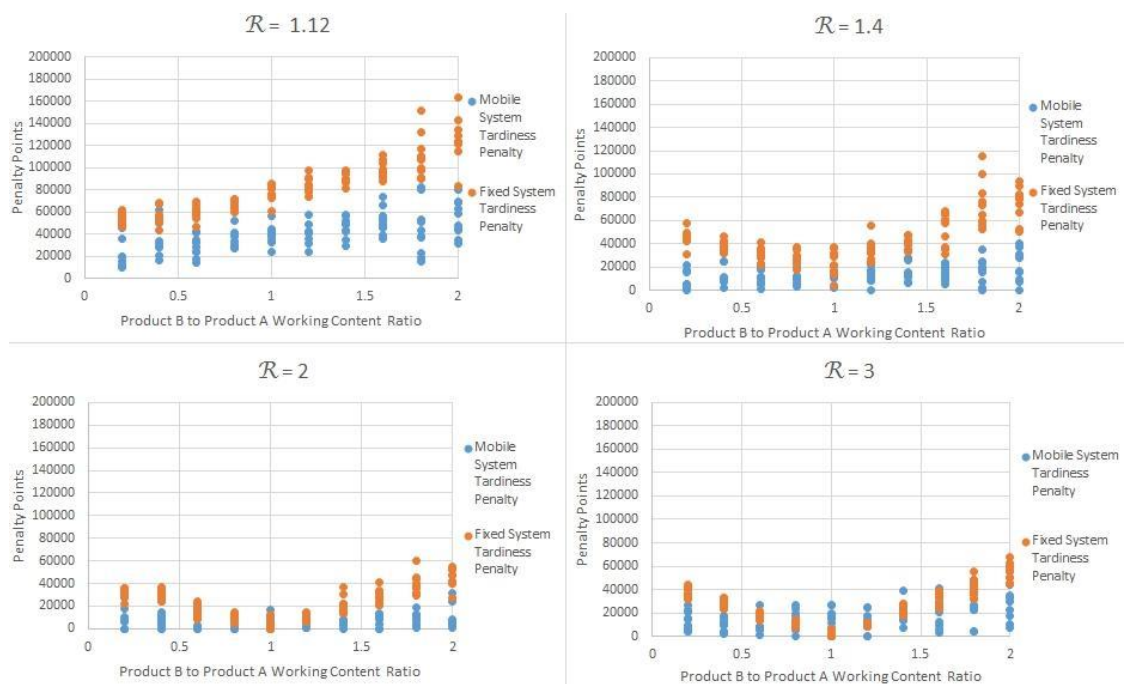 ℛ = 1.12
200000
180000
160000
140000
120000
100000
80000
60000
40000
20000
0
Penalty Points
0 0.5 1 1.5 2
Product B to Product A Working Content Ratio
Mobile
System
Tardiness
Penalty
Fixed System
Tardiness
Penalty
ℛ = 1.4
200000
180000
160000
140000
120000
100000
80000
60000
40000
20000
0
Penalty Points
0 0.5 1 1.5 2
Product B to Product A Working Content Ratio
Mobile
System
Tardiness
Penalty
Fixed System
Tardiness
Penalty
ℛ = 2
200000
180000
160000
140000
120000
100000
80000
60000
40000
20000
0
Penalty Points
0 0.5 1 1.5 2
Product B to Product A Working Content Ratio
Mobile
System
Tardiness
Penalty
Fixed System
Tardiness
Penalty
ℛ = 3
200000
180000
160000
140000
120000
100000
80000
60000
40000
20000
0
Penalty Points
0 0.5 1 1.5 2
Product B to Product A Working Content Ratio
Mobile System
Tardiness
Penalty
Fixed System
Tardiness
Penalty